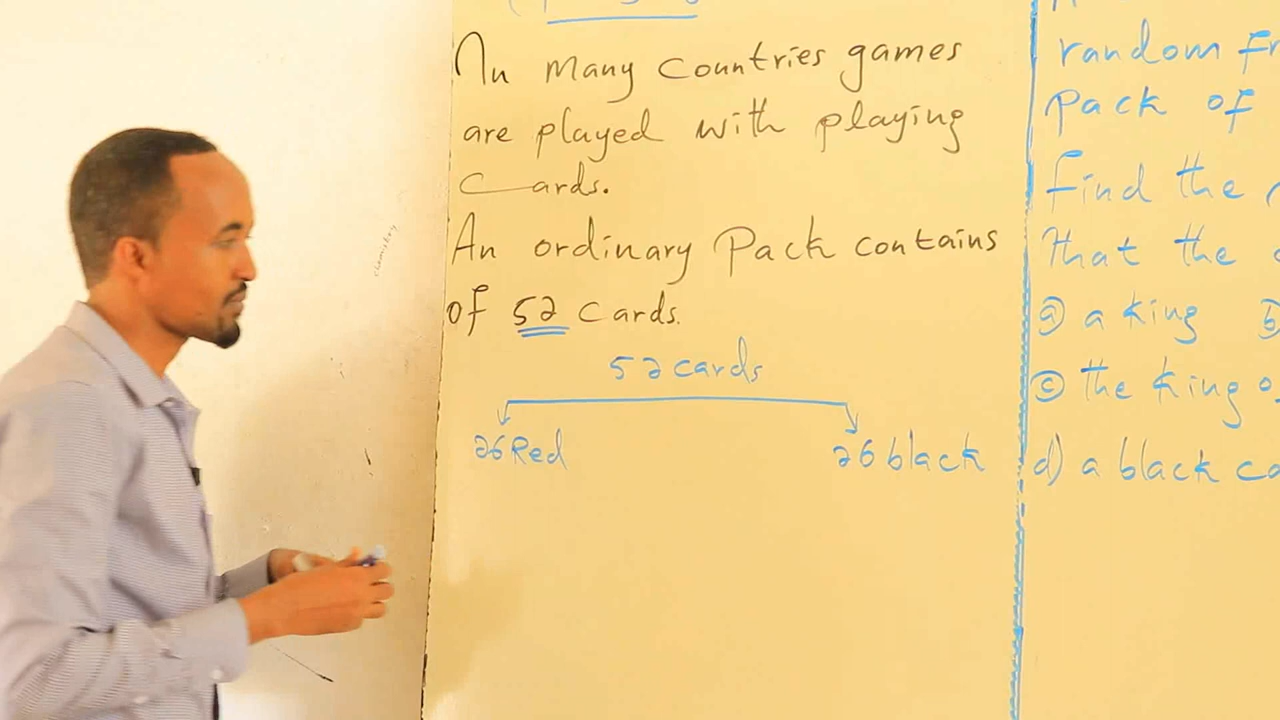 In many countries games
are played with playing
Cards.
An ordinary Pack contains
of 52 Cards.
52 cards
26 Red
26 black
random
Pack of
Find the
That the
a) a king
c) the king
d) a black
chemistry